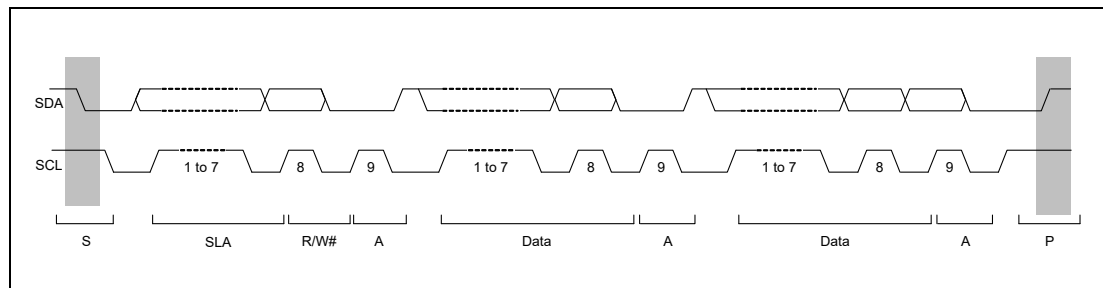 SDA
SCL 1 to 7 8 9 1 to 7 8 9 1 to 7 8 9
S SLA R/W# A Data A Data A P